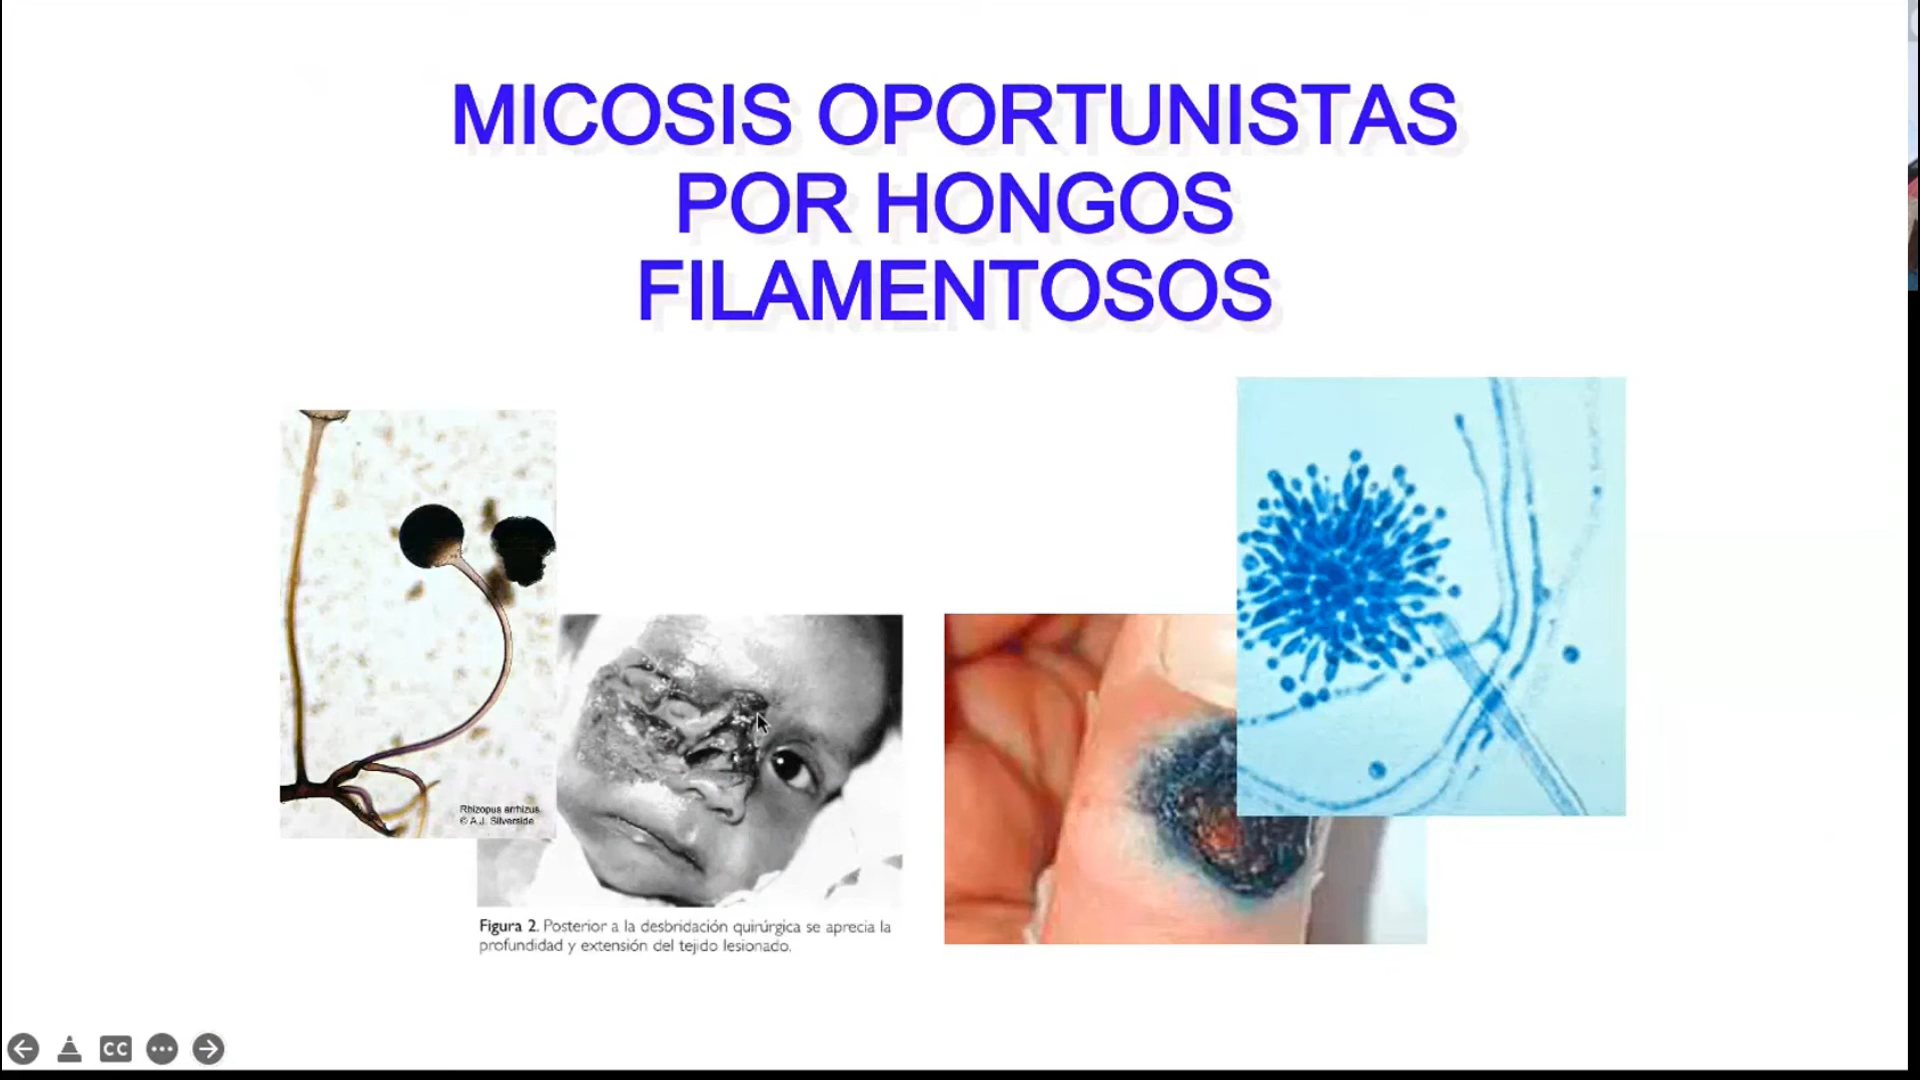 MICOSIS OPORTUNISTAS
POR HONGOS
FILAMENTOSOS
Rhizopus arrhizus
© A.J. Silverside
Figura 2. Posterior a la desbridación quirúrgica se aprecia la
profundidad y extensión del tejido lesionado.
CC